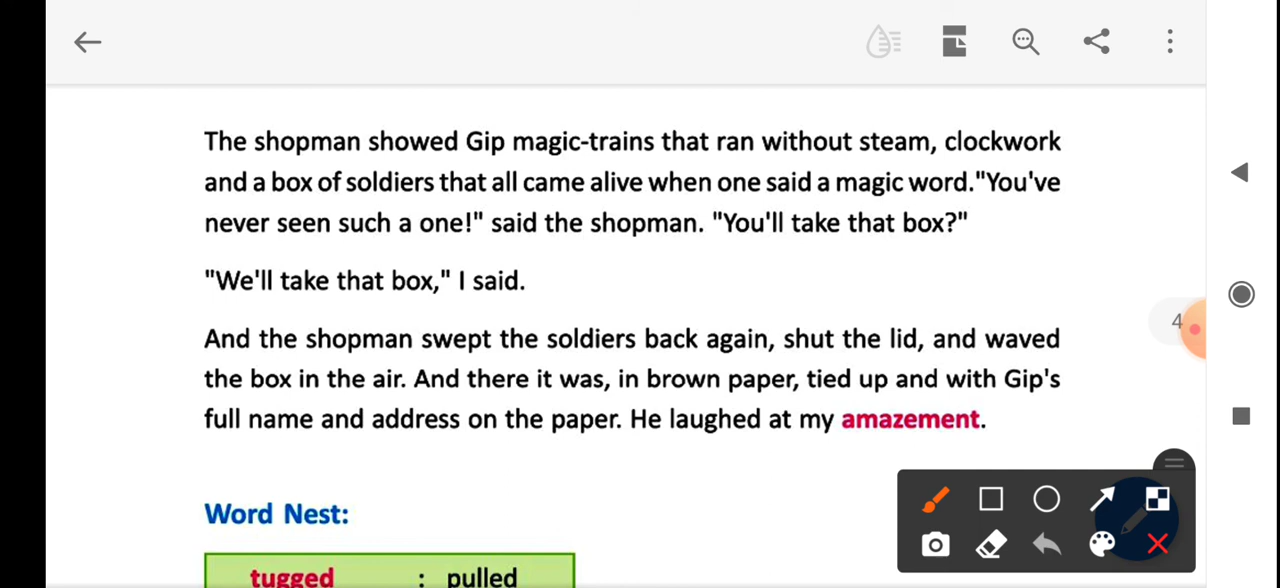 The shopman showed Gip magic-trains that ran without steam, clockwork
and a box of soldiers that all came alive when one said a magic word."You've
never seen such a one!" said the shopman. "You'll take that box?"
"We'll take that box," I said.
4
And the shopman swept the soldiers back again, shut the lid, and waved
the box in the air. And there it was, in brown paper, tied up and with Gip's
full name and address on the paper. He laughed at my amazement.
Word Nest:
tugged : pulled